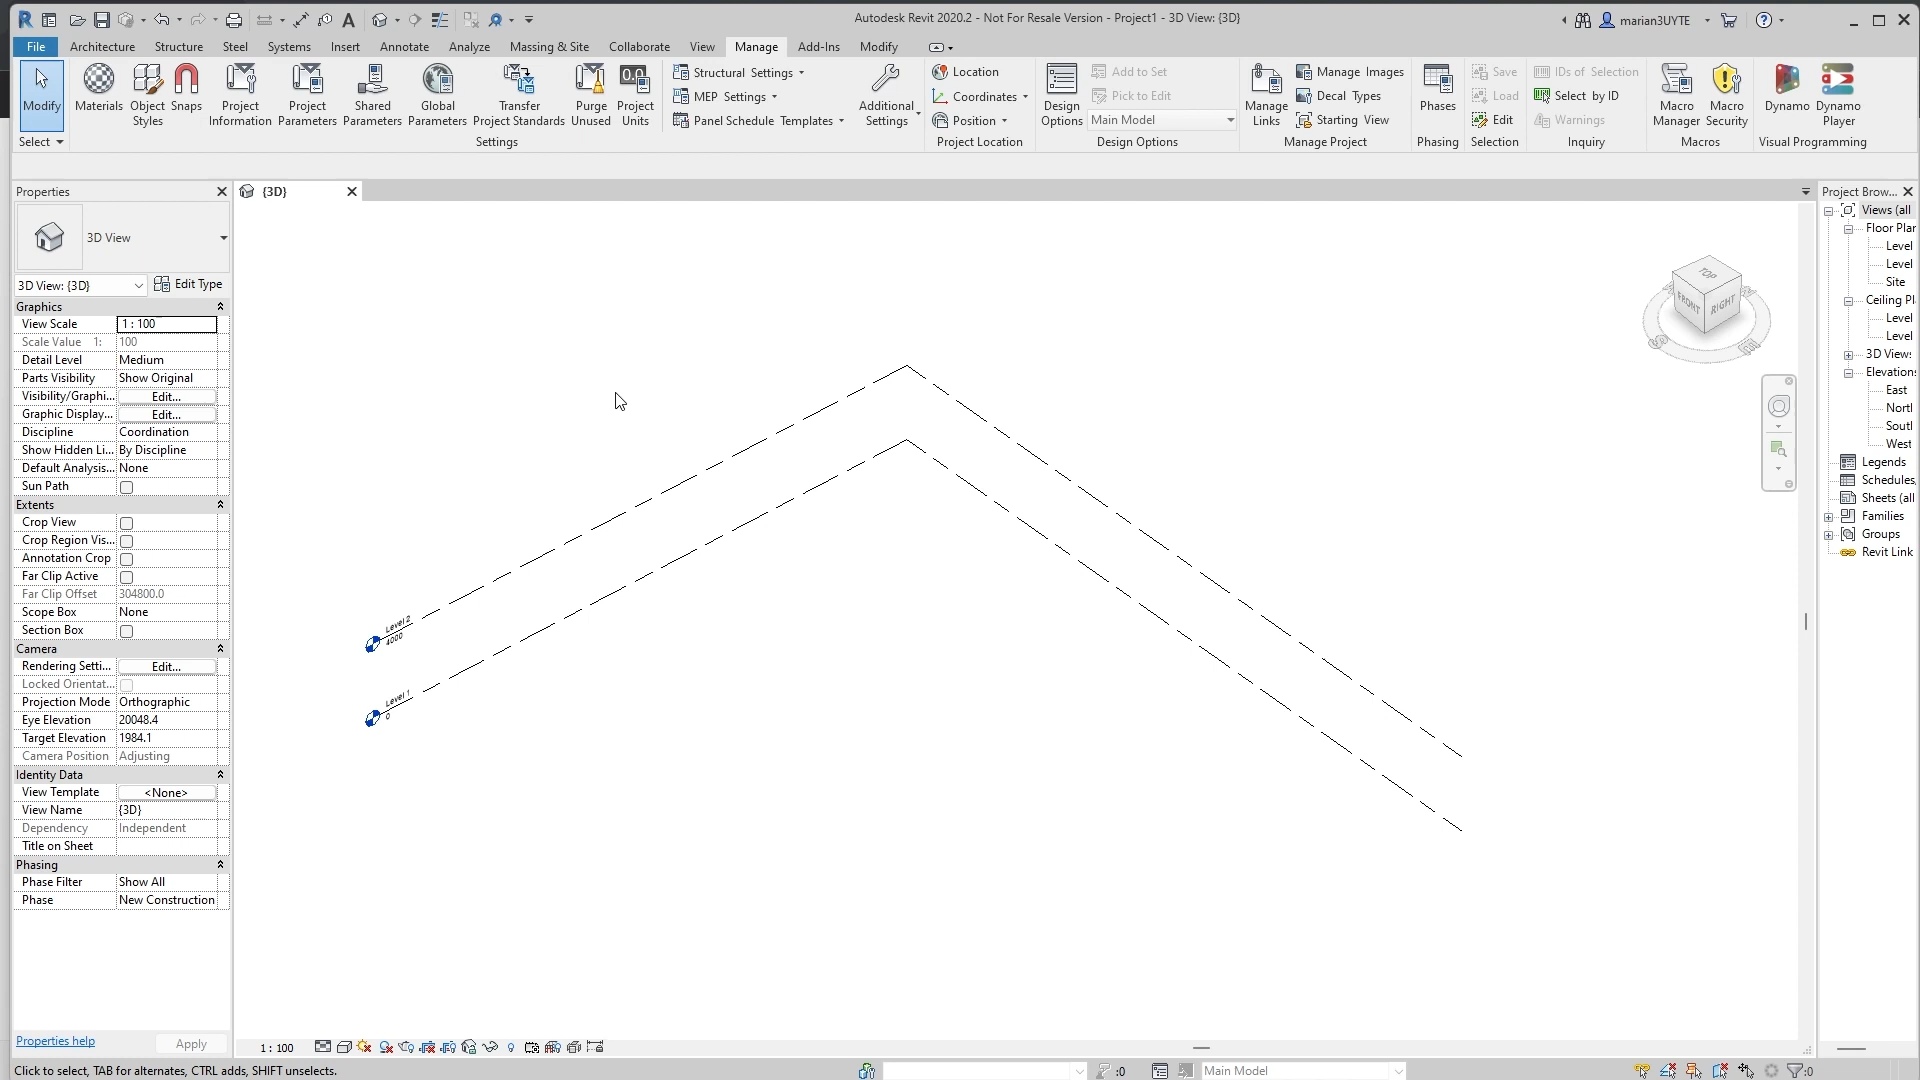 Autodesk Revit 2020.2 - Not For Resale Version - Project1 - 3D View: {3D}
marian3UYTE
File Architecture Structure Steel Systems Insert Annotate Analyze Massing & Site Collaborate View Manage Add-Ins Modify
Modify
Materials
Object Styles
Snaps
Project Information
Project Parameters
Shared Parameters
Global Parameters
Transfer Project Standards
Purge Unused
Project Units
Structural Settings
MEP Settings
Panel Schedule Templates
Additional Settings
Location
Coordinates
Position
Design Options
Add to Set
Pick to Edit
Main Model
Manage Links
Manage Images
Decal Types
Starting View
Phases
Save
Load
Edit
IDs of Selection
Select by ID
Warnings
Macro Manager
Macro Security
Dynamo
Dynamo Player
Select
Settings
Project Location
Design Options
Manage Project
Phasing
Selection
Inquiry
Macros
Visual Programming
Properties
3D View
3D View: {3D}
Edit Type
Graphics
View Scale 1 : 100
Scale Value 1: 100
Detail Level Medium
Parts Visibility Show Original
Visibility/Graphi... Edit...
Graphic Display... Edit...
Discipline Coordination
Show Hidden Li... By Discipline
Default Analysis... None
Sun Path
Extents
Crop View
Crop Region Vis...
Annotation Crop
Far Clip Active
Far Clip Offset 304800.0
Scope Box None
Section Box
Camera
Rendering Setti... Edit...
Locked Orientat...
Projection Mode Orthographic
Eye Elevation 20048.4
Target Elevation 1984.1
Camera Position Adjusting
Identity Data
View Template <None>
View Name {3D}
Dependency Independent
Title on Sheet
Phasing
Phase Filter Show All
Phase New Construction
Properties help
Apply
{3D}
TOP
FRONT
RIGHT
S
E
Level 2
4000
Level 1
0
Project Brow...
Views (all
Floor Plan
Level
Level
Site
Ceiling Pl
Level
Level
3D Views
Elevations
East
North
South
West
Legends
Schedules,
Sheets (all
Families
Groups
Revit Link
1 : 100
Click to select, TAB for alternates, CTRL adds, SHIFT unselects.
:0
Main Model
:0